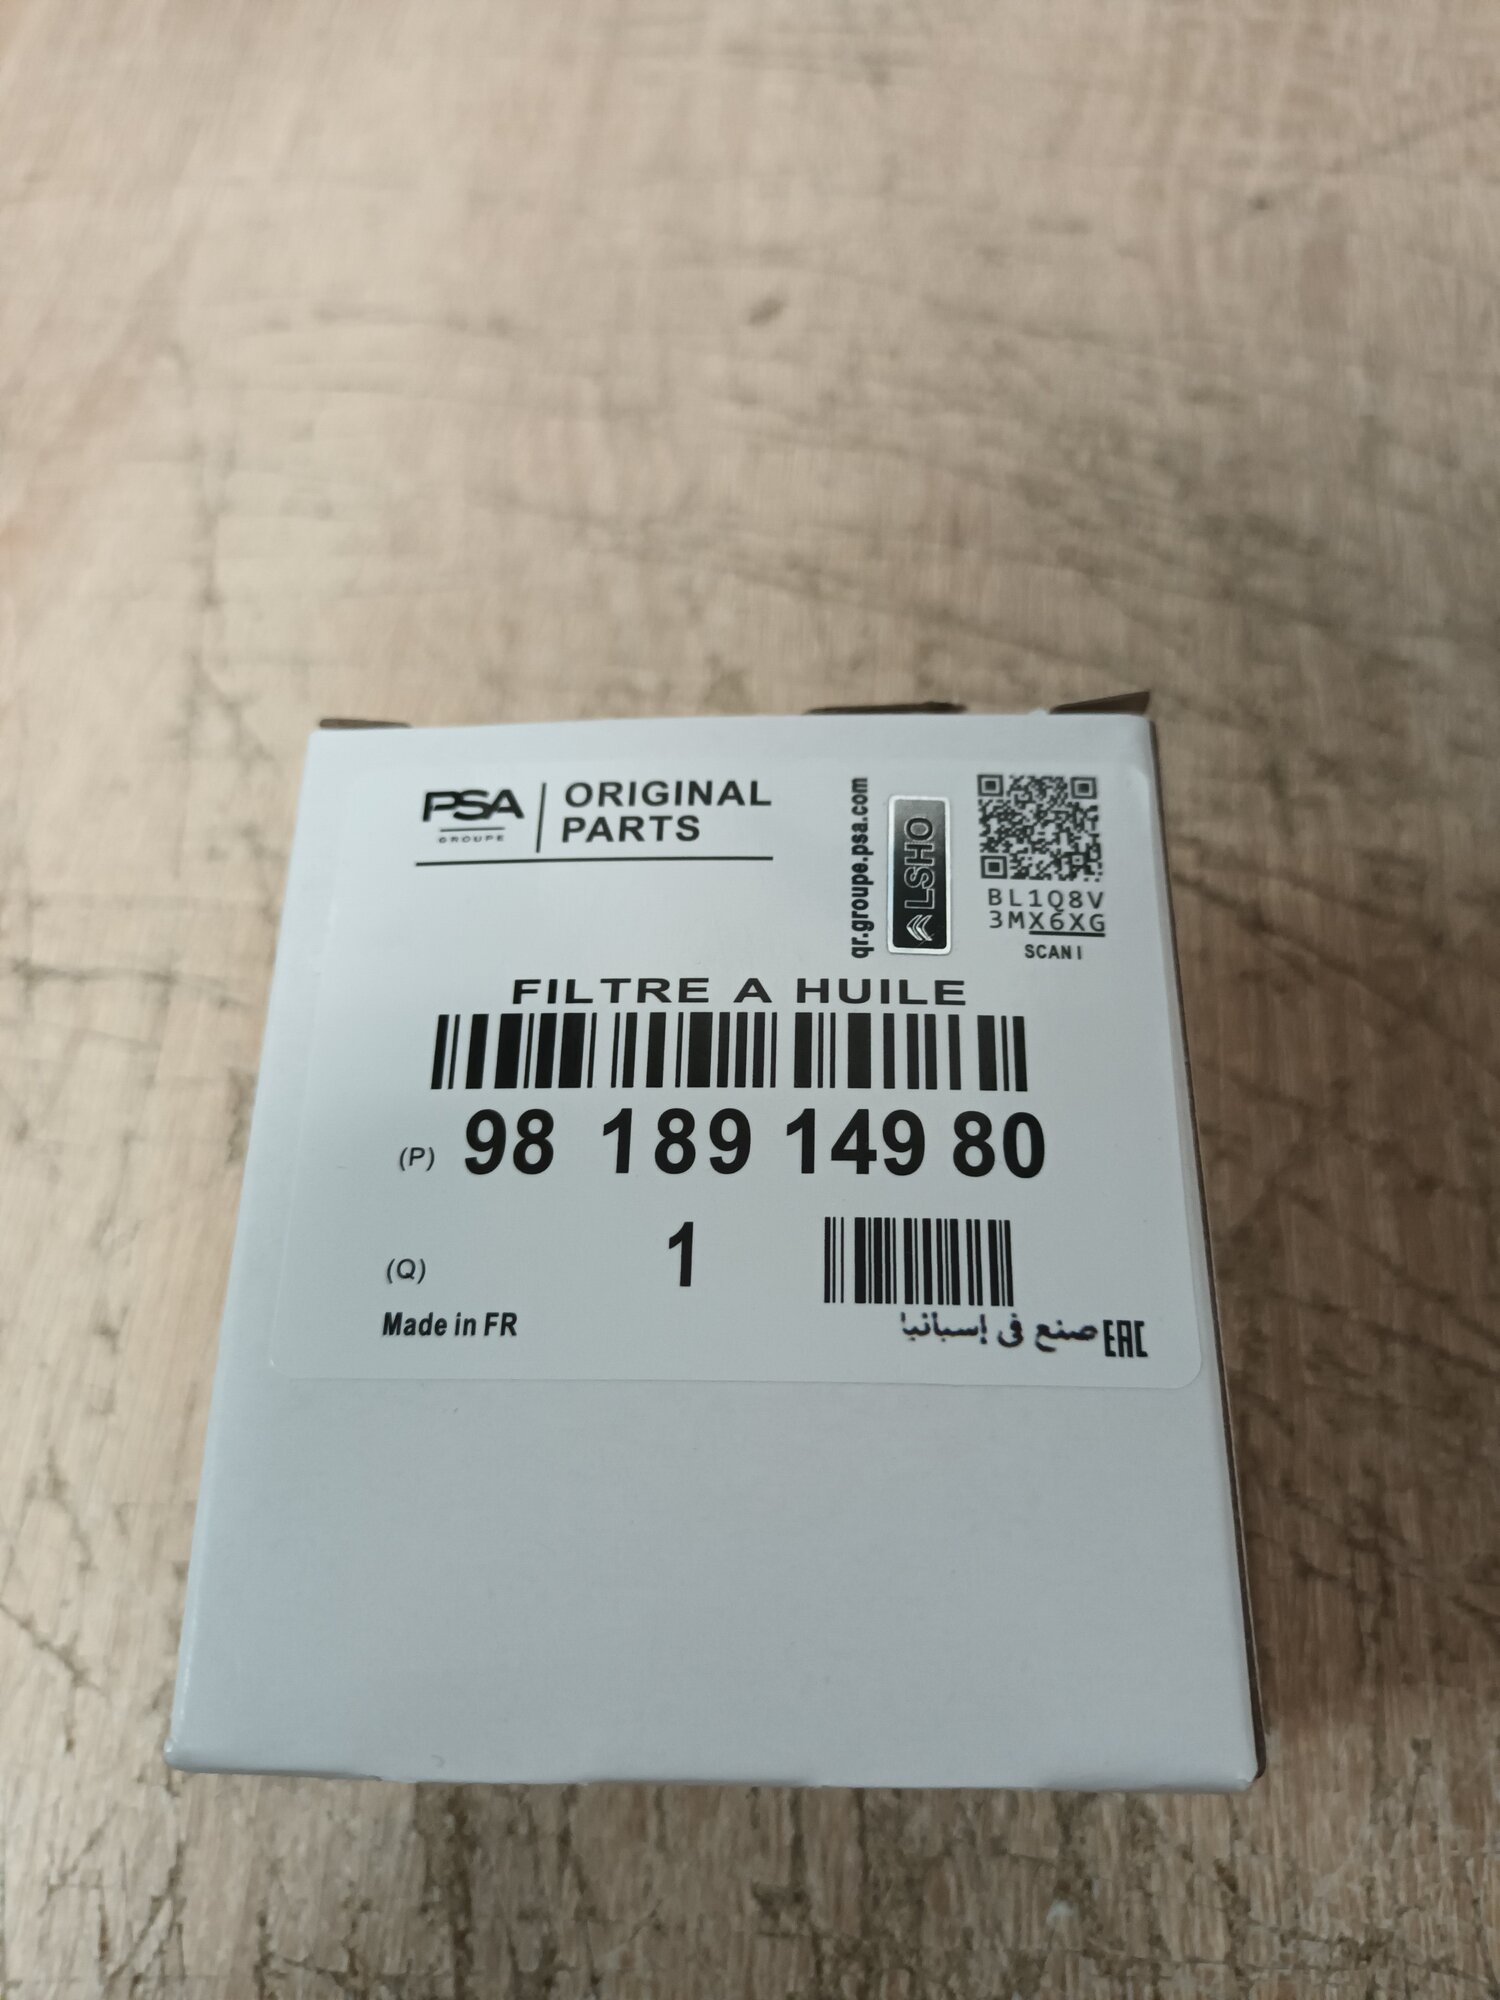 PSA
GROUPE
ORIGINAL
PARTS
qr.groupe.psa.com
LSHO
BL1Q8V
3MX6XG
SCAN!
FILTRE A HUILE
(P) 98 189 149 80
(Q) 1
Made in FR
صنع في إسبانيا EAC